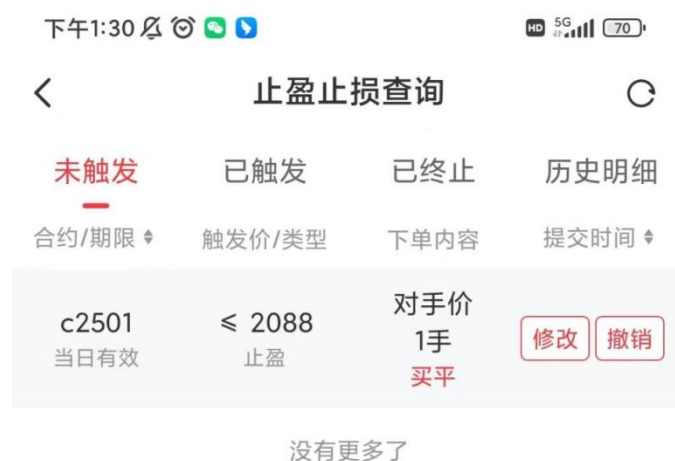 下午1:30 HD 5G 70
止盈止损查询
未触发 已触发 已终止 历史明细
合约/期限 触发价/类型 下单内容 提交时间
c2501 ≤ 2088 对手价
1手 修改 撤销
当日有效 止盈 买平
没有更多了